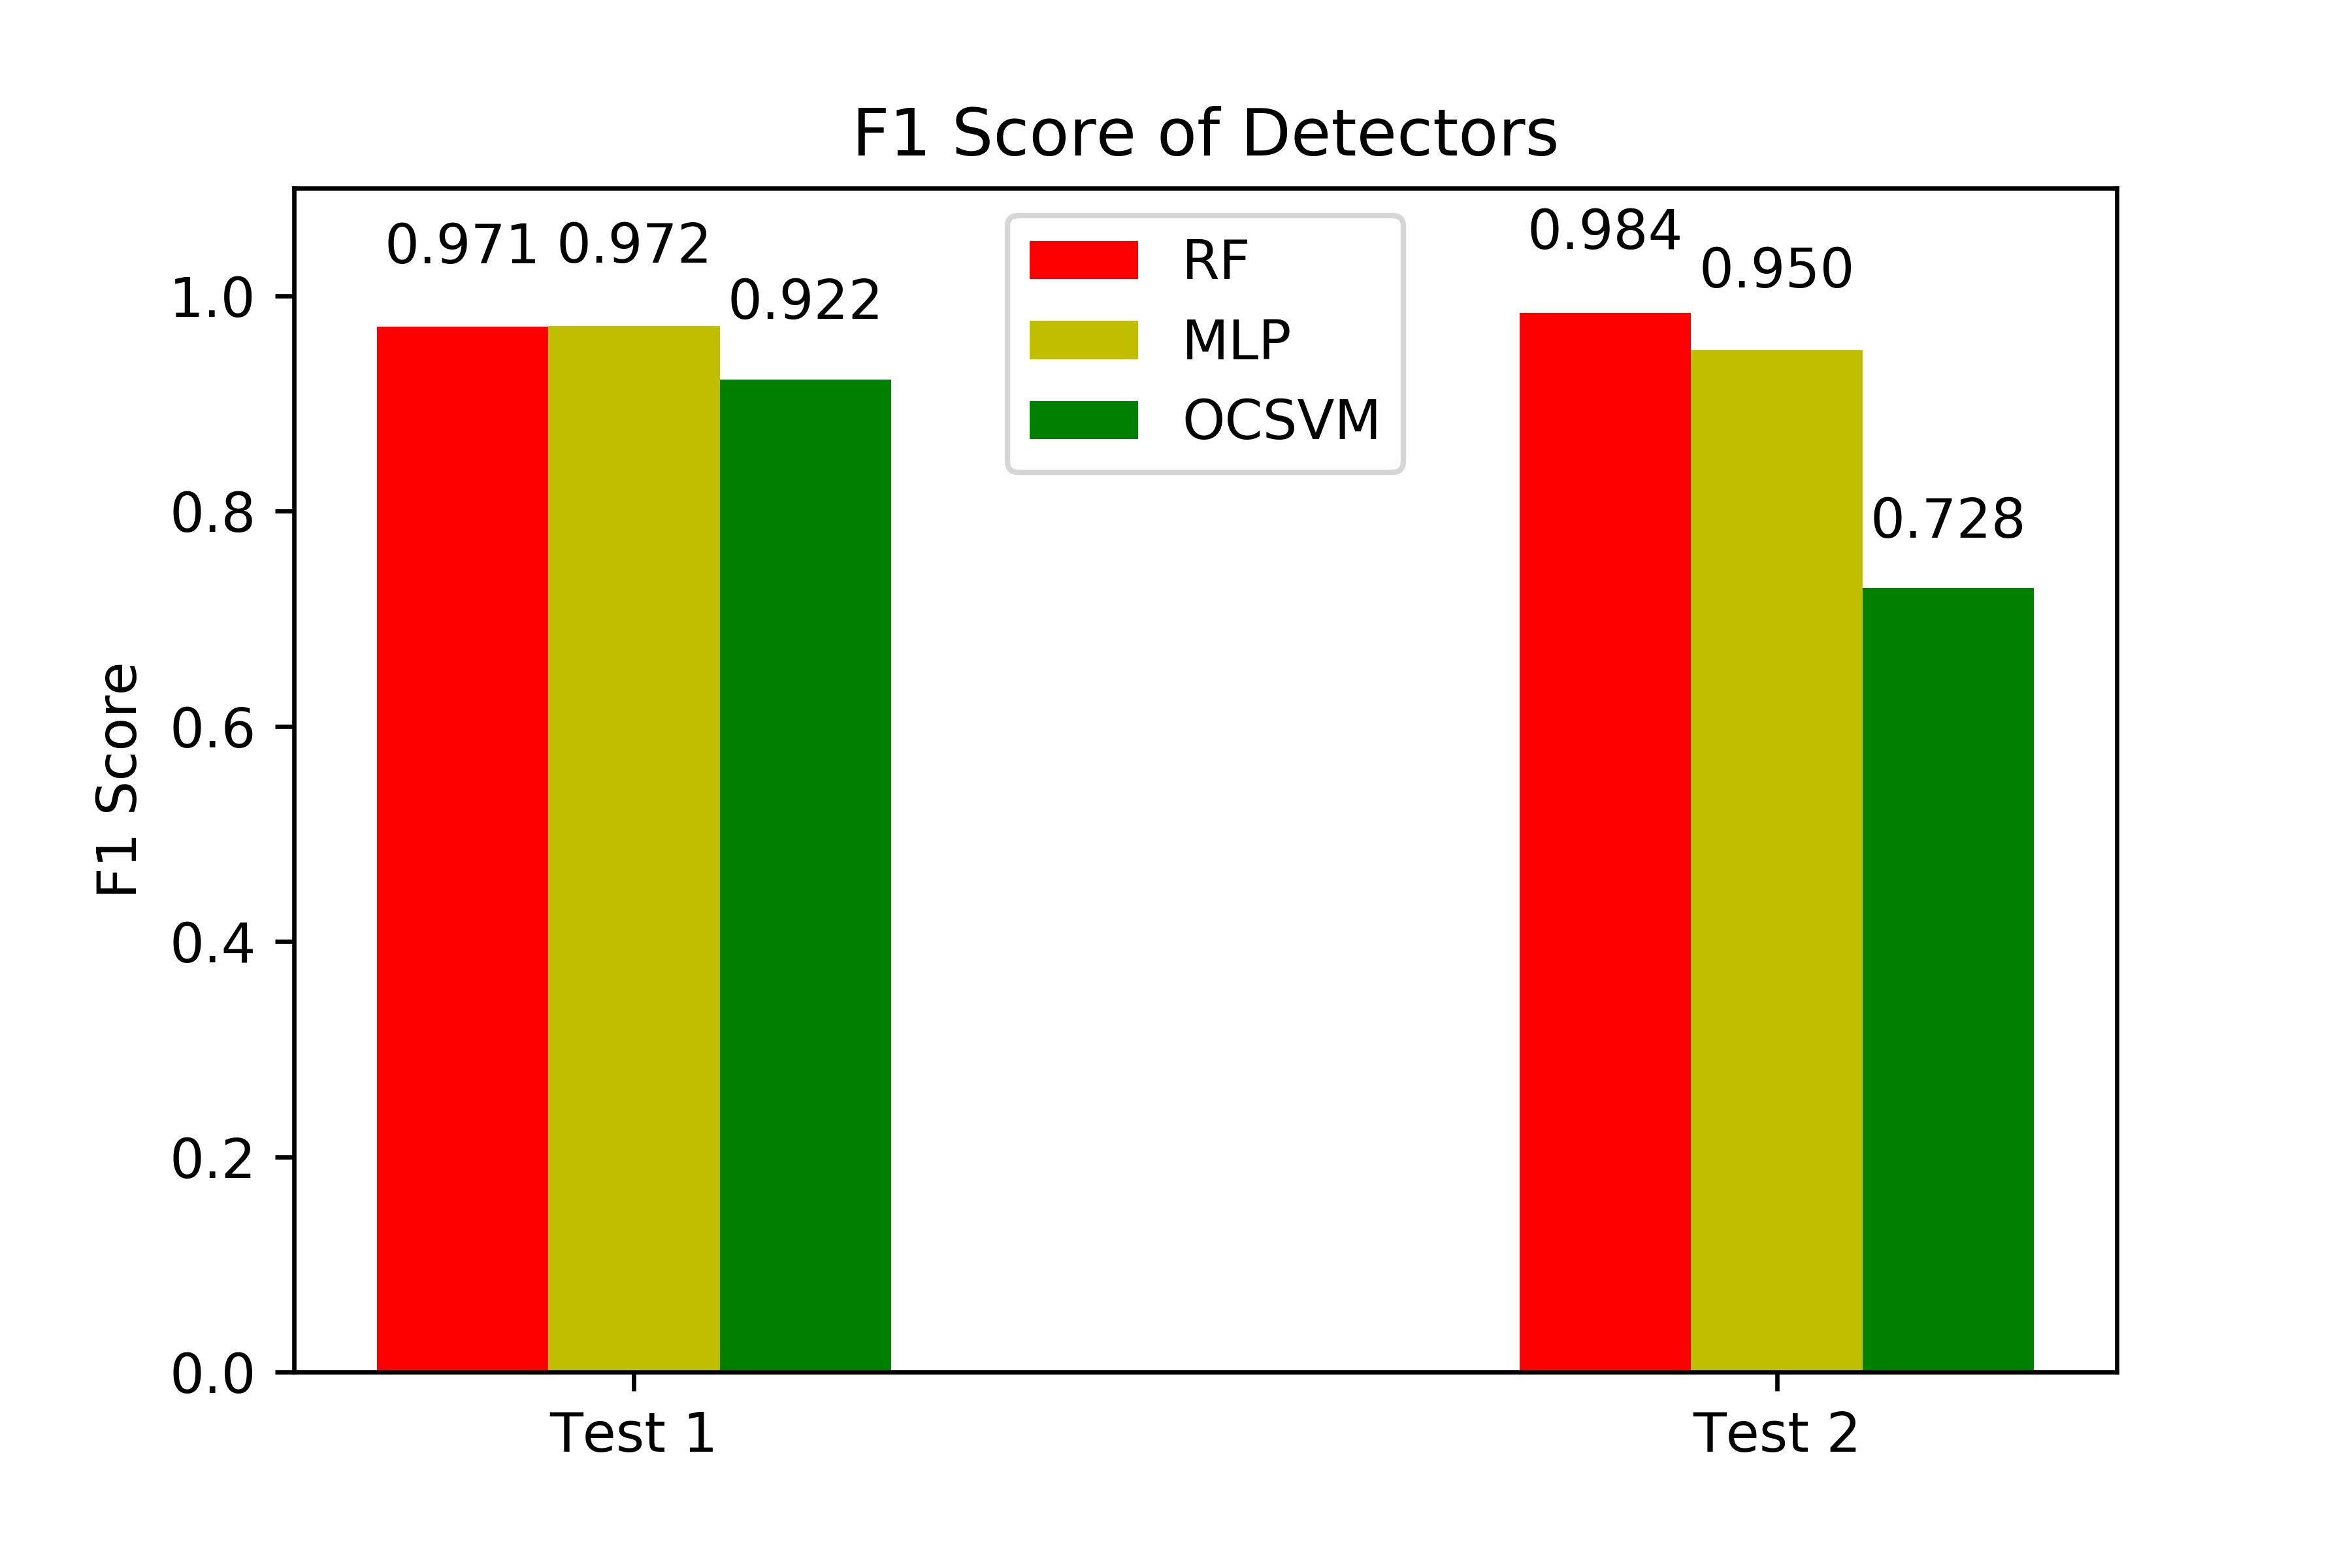 F1 Score of Detectors
0.971 0.972 0.922
0.984 0.950 0.728
RF
MLP
OCSVM
F1 Score
1.0
0.8
0.6
0.4
0.2
0.0
Test 1 Test 2